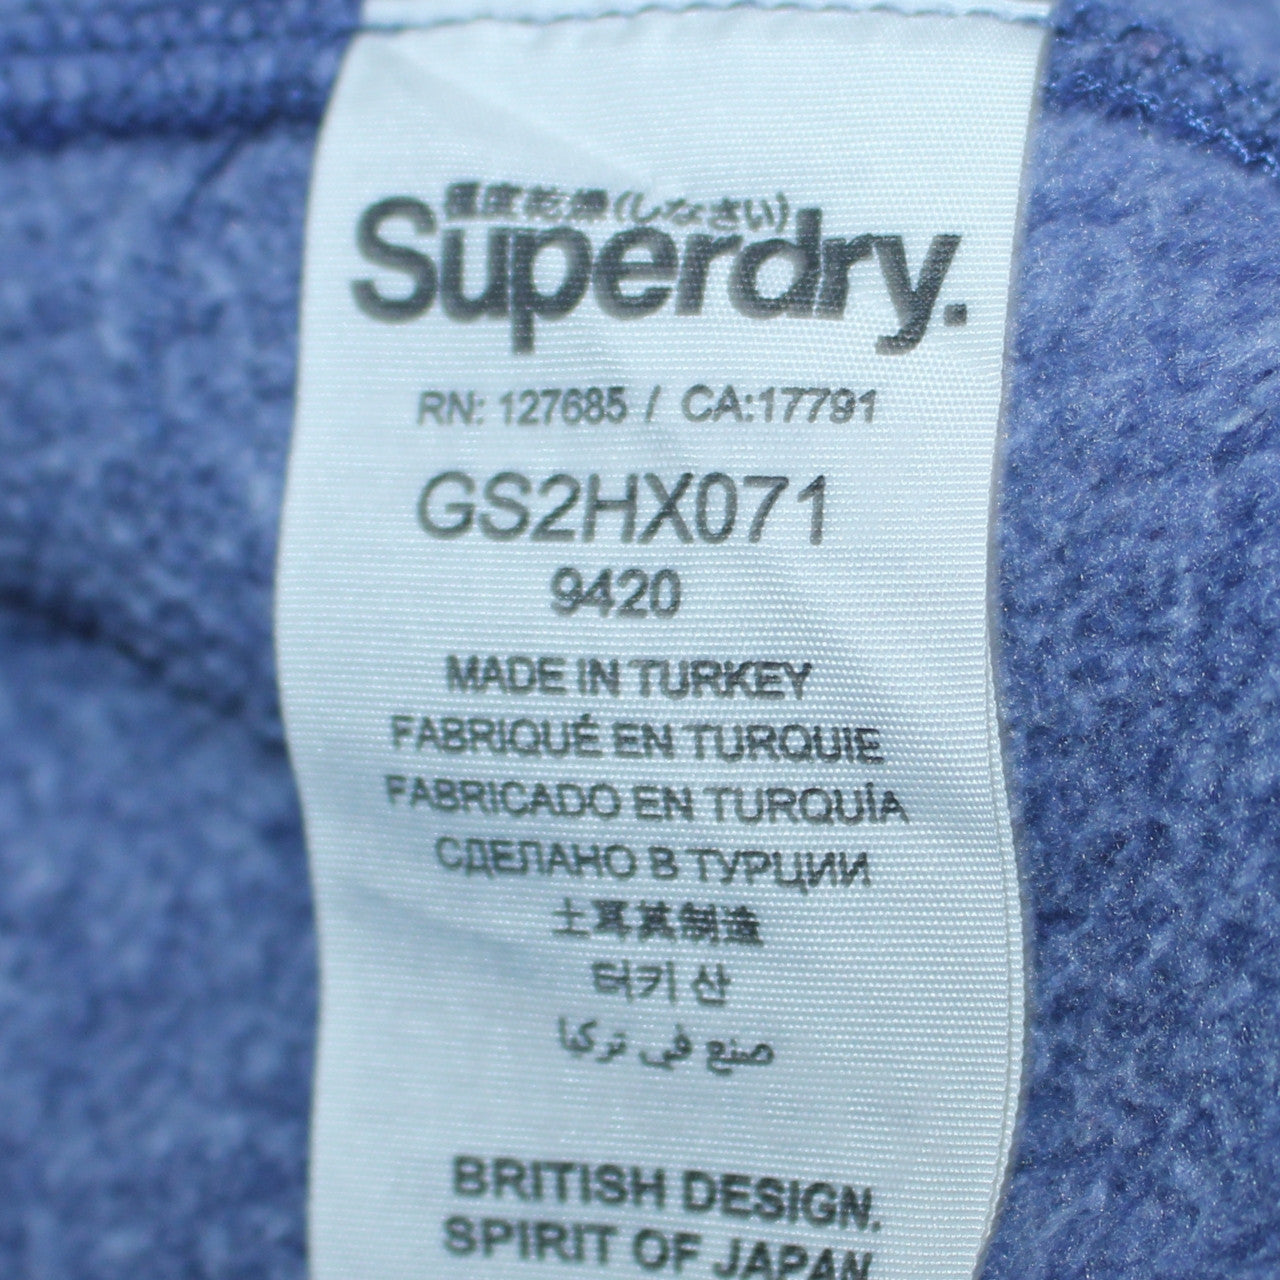 極度乾燥(しなさい)
Superdry.
RN: 127685 / CA:17791
GS2HX071
9420
MADE IN TURKEY
FABRIQUÉ EN TURQUIE
FABRICADO EN TURQUÍA
СДЕЛАНО В ТУРЦИИ
土耳其制造
터키 산
صنع في تركيا
BRITISH DESIGN.
SPIRIT OF JAPAN